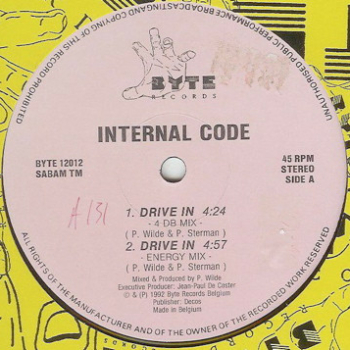 UNAUTHORISED PUBLIC PERFORMANCE BROADCASTING AND COPYING OF THIS RECORD PROHIBITED
BYTE
RECORDS
INTERNAL CODE
BYTE 12012
SABAM TM
45 RPM
STEREO
SIDE A
A131
1. DRIVE IN 4:24
- 4 DB MIX -
( P. Wilde & P. Sterman )
2. DRIVE IN 4:57
- ENERGY MIX -
( P. Wilde & P. Sterman )
Mixed & Produced by P. Wilde
Executive Producer: Jean-Paul De Coster
© & (P) 1992 Byte Records Belgium
Publisher: Decos
Made in Belgium
ALL RIGHTS OF THE MANUFACTURER AND OF THE OWNER OF THE RECORDED WORK RESERVED